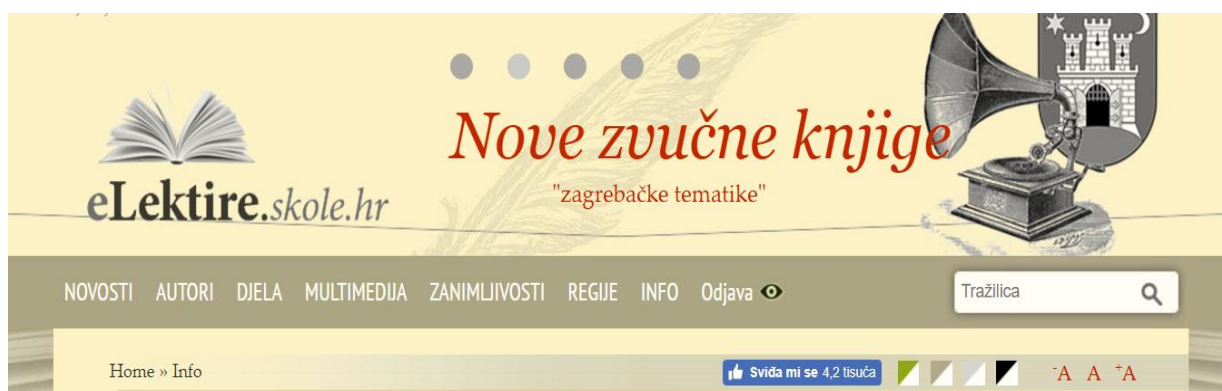 Nove zvučne knjige
"zagrebačke tematike"
eLektire.skole.hr
NOVOSTI AUTORI DJELA MULTIMEDIJA ZANIMLJIVOSTI REGIJE INFO Odjava Tražilica
Home » Info Sviđa mi se 4,2 tisuća -A A +A